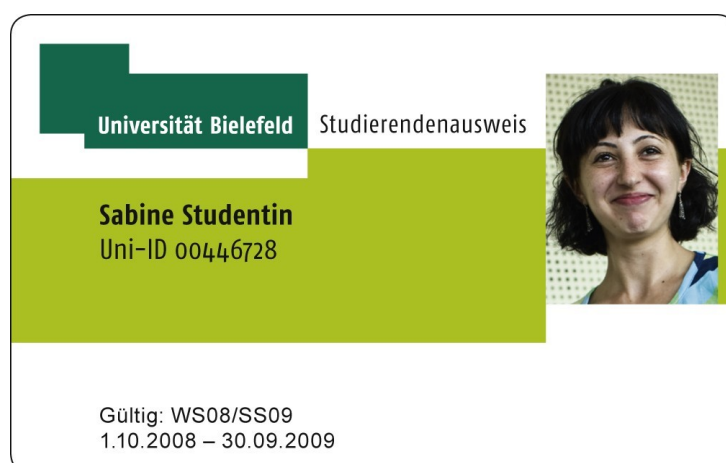 Universität Bielefeld Studierendenausweis
Sabine Studentin
Uni-ID 00446728
Gültig: WS08/SS09
1.10.2008 – 30.09.2009